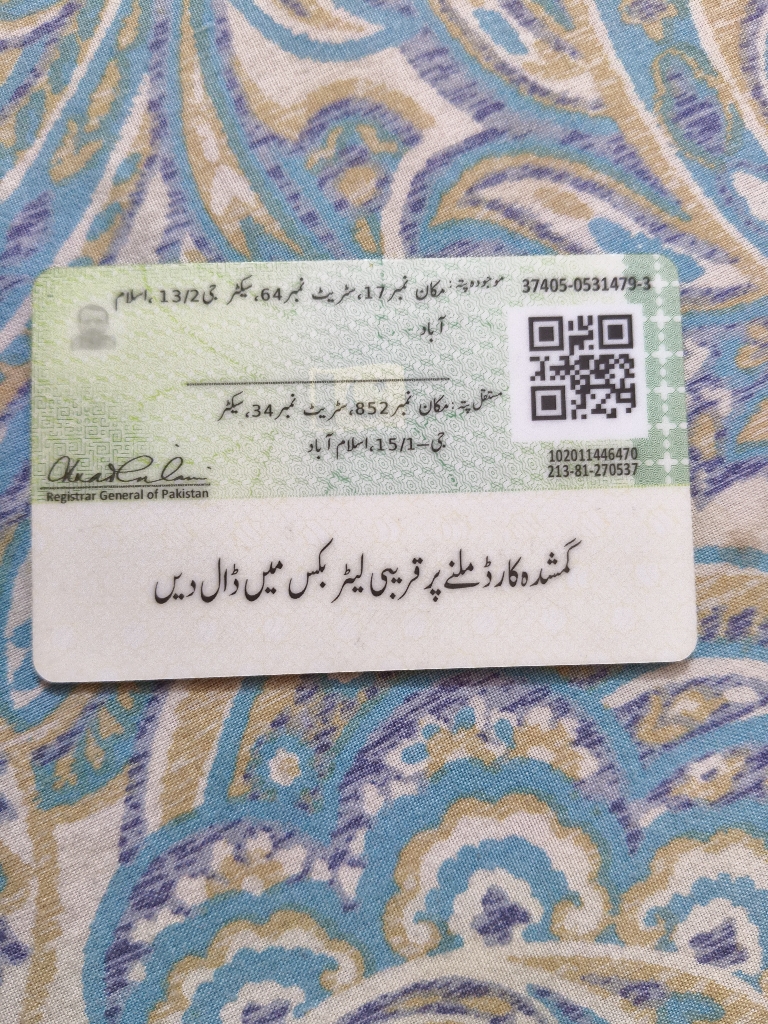 موجودہ پتہ: مکان نمبر 17، سٹریٹ نمبر 64، سیکٹر جی 13/2 ،اسلام
آباد
37405-0531479-3
مستقل پتہ: مکان نمبر 852، سٹریٹ نمبر 34، سیکٹر
جی-15/1، اسلام آباد
102011446470
213-81-270537
Registrar General of Pakistan
گمشدہ کارڈ ملنے پر قریبی لیٹر بکس میں ڈال دیں